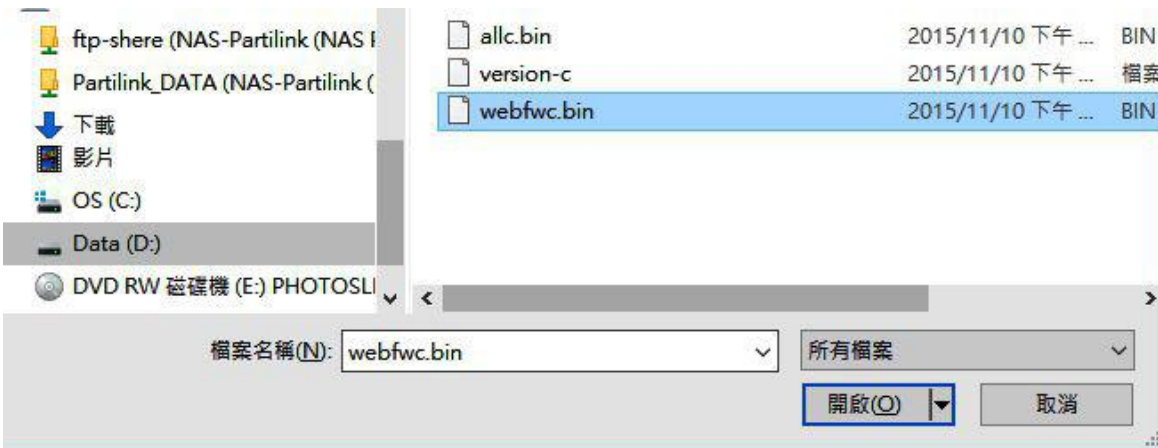 ftp-shere (NAS-Partilink (NAS
Partilink_DATA (NAS-Partilink (
下載
影片
OS (C:)
Data (D:)
DVD RW 磁碟機 (E:) PHOTOSLI
allc.bin 2015/11/10 下午 ... BIN
version-c 2015/11/10 下午 ... 檔案
webfwc.bin 2015/11/10 下午 ... BIN
檔案名稱(N): webfwc.bin 所有檔案
開啟(O) 取消